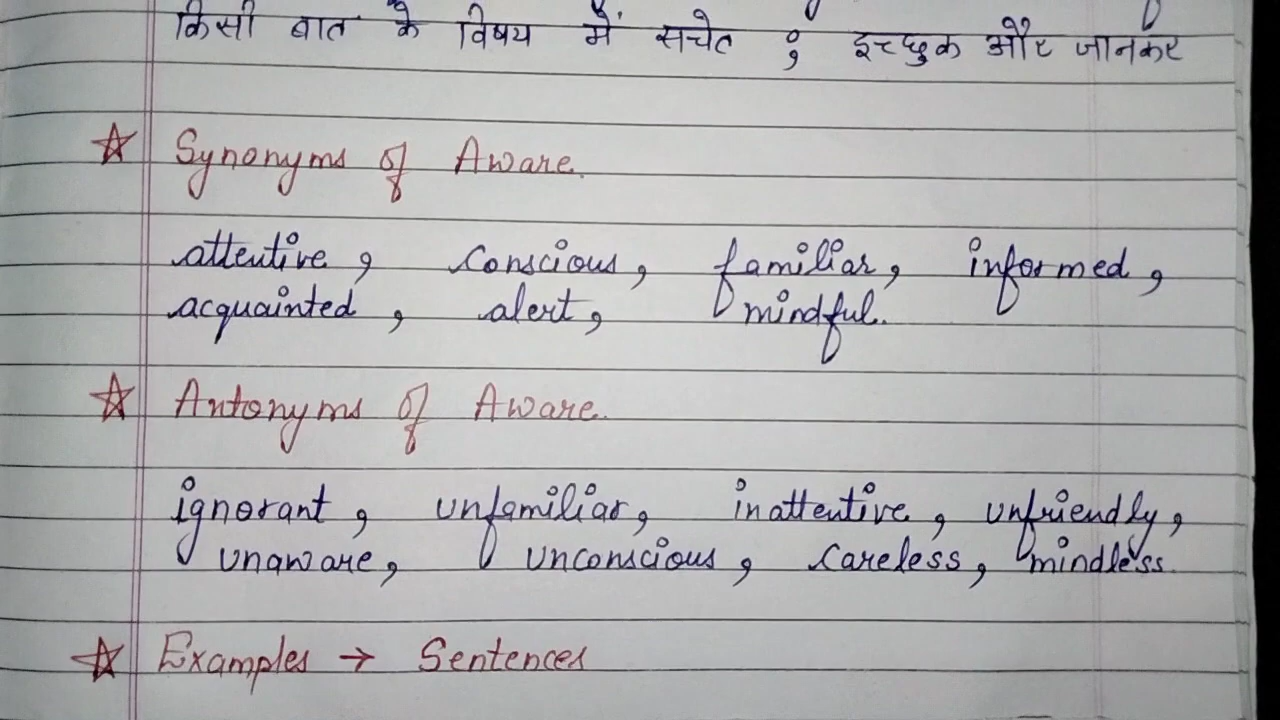 किसी बात के विषय में सचेत ; इच्छुक और जानकर
☆ Synonyms of Aware.
attentive, conscious, familiar, informed,
acquainted, alert, mindful.
☆ Antonyms of Aware.
ignorant, unfamiliar, inattentive, unfriendly,
unaware, unconscious, careless, mindless.
☆ Examples → Sentences